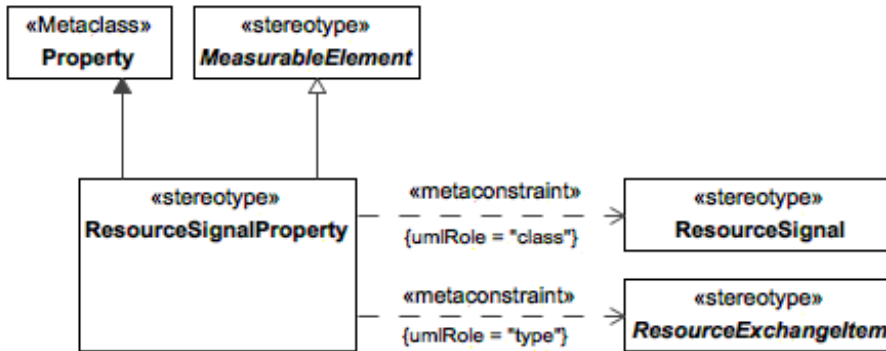 «Metaclass»
Property
«stereotype»
MeasurableElement
«stereotype»
ResourceSignalProperty
«metaconstraint»
{umlRole = "class"}
«stereotype»
ResourceSignal
«metaconstraint»
{umlRole = "type"}
«stereotype»
ResourceExchangeItem